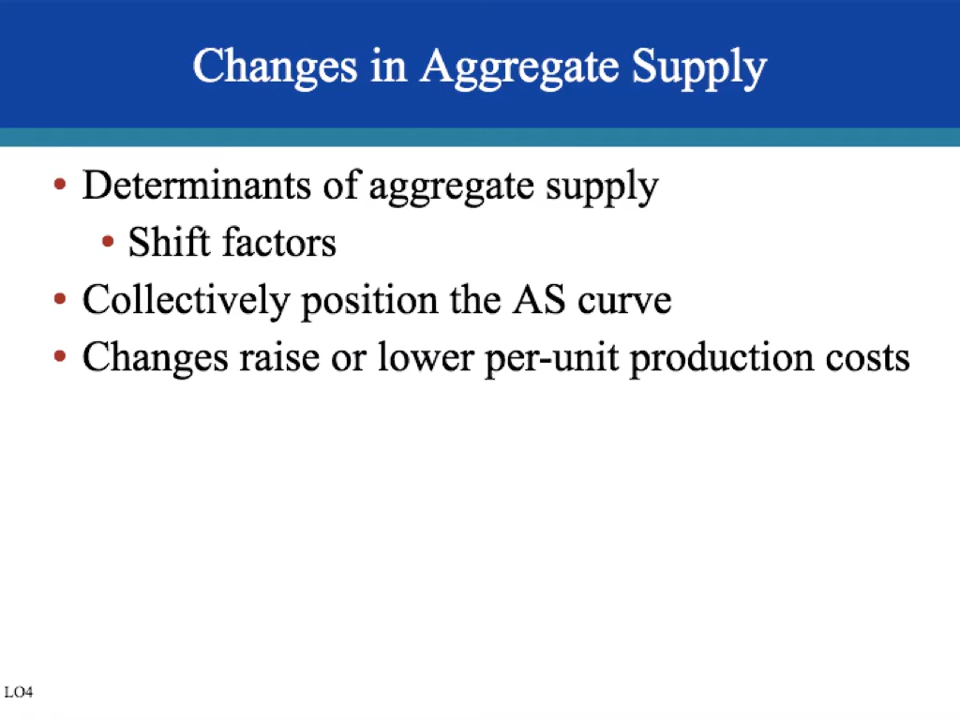 Changes in Aggregate Supply
• Determinants of aggregate supply
• Shift factors
• Collectively position the AS curve
• Changes raise or lower per-unit production costs
LO4